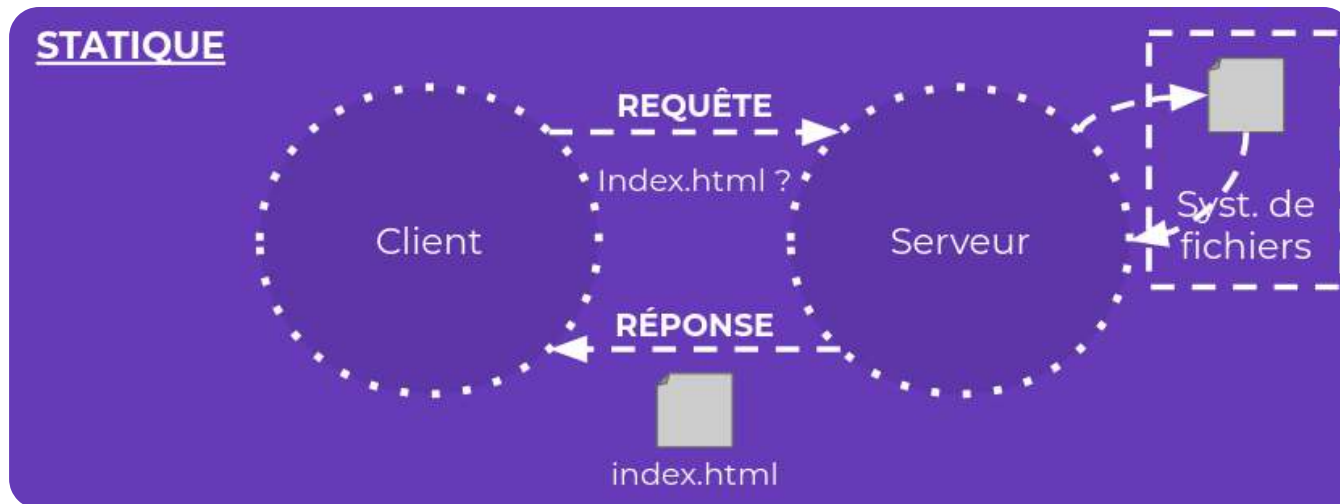 STATIQUE
REQUÊTE
Index.html ?
Client
Serveur
Syst. de
fichiers
RÉPONSE
index.html